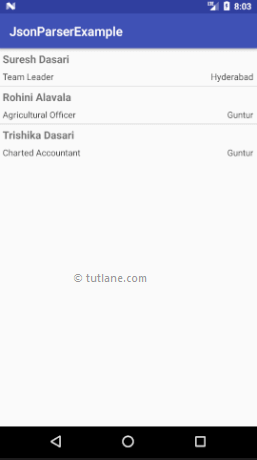 8:03
JsonParserExample
Suresh Dasari
Team Leader Hyderabad
Rohini Alavala
Agricultural Officer Guntur
Trishika Dasari
Charted Accountant Guntur
© tutlane.com